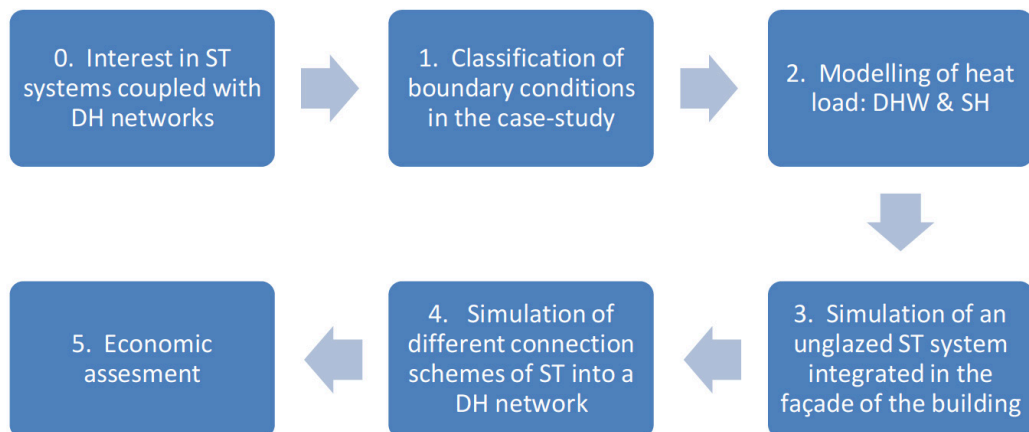 0. Interest in ST
systems coupled with
DH networks
1. Classification of
boundary conditions
in the case-study
2. Modelling of heat
load: DHW & SH
3. Simulation of an
unglazed ST system
integrated in the
façade of the building
4. Simulation of
different connection
schemes of ST into a
DH network
5. Economic
assesment